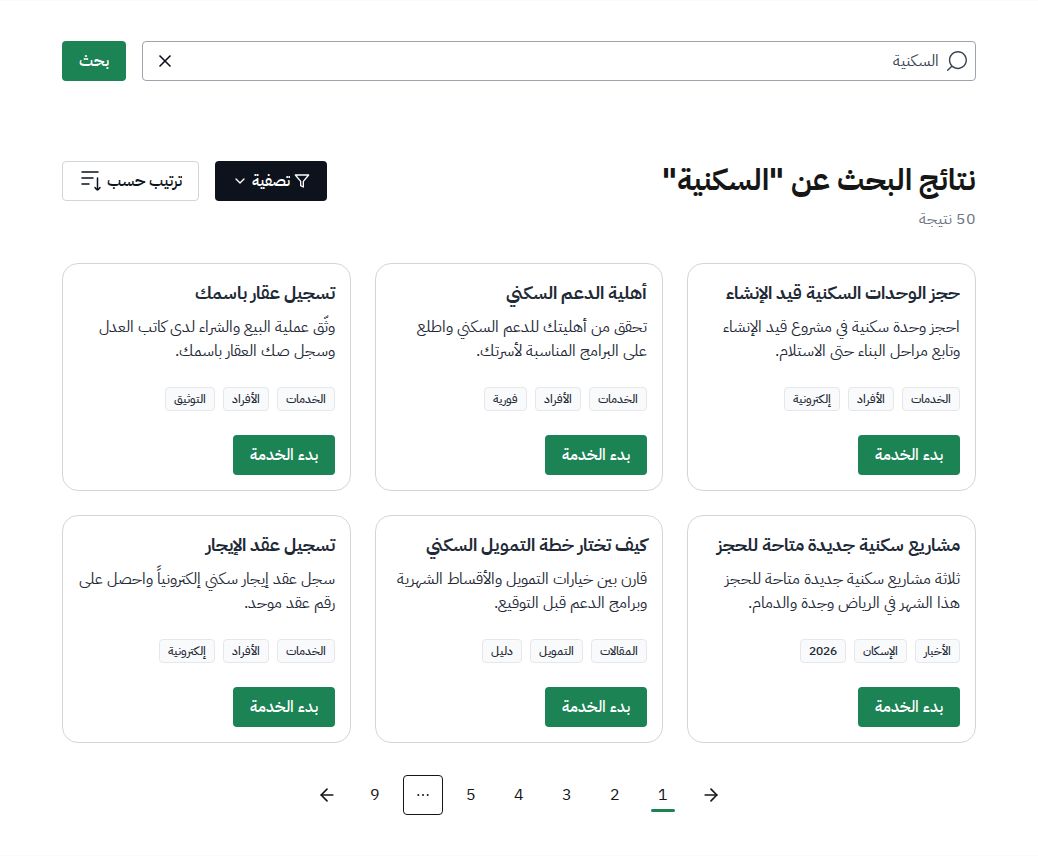 السكنية
بحث
نتائج البحث عن "السكنية"
50 نتيجة
تصفية
ترتيب حسب
حجز الوحدات السكنية قيد الإنشاء
احجز وحدة سكنية في مشروع قيد الإنشاء
وتابع مراحل البناء حتى الاستلام.
الخدمات الأفراد إلكترونية
بدء الخدمة
أهلية الدعم السكني
تحقق من أهليتك للدعم السكني واطلع
على البرامج المناسبة لأسرتك.
الخدمات الأفراد فورية
بدء الخدمة
تسجيل عقار باسمك
وثّق عملية البيع والشراء لدى كاتب العدل
وسجل صك العقار باسمك.
الخدمات الأفراد التوثيق
بدء الخدمة
مشاريع سكنية جديدة متاحة للحجز
ثلاثة مشاريع سكنية جديدة متاحة للحجز
هذا الشهر في الرياض وجدة والدمام.
الأخبار الإسكان 2026
بدء الخدمة
كيف تختار خطة التمويل السكني
قارن بين خيارات التمويل والأقساط الشهرية
وبرامج الدعم قبل التوقيع.
المقالات التمويل دليل
بدء الخدمة
تسجيل عقد الإيجار
سجل عقد إيجار سكني إلكترونياً واحصل على
رقم عقد موحد.
الخدمات الأفراد إلكترونية
بدء الخدمة
1 2 3 4 5 ... 9